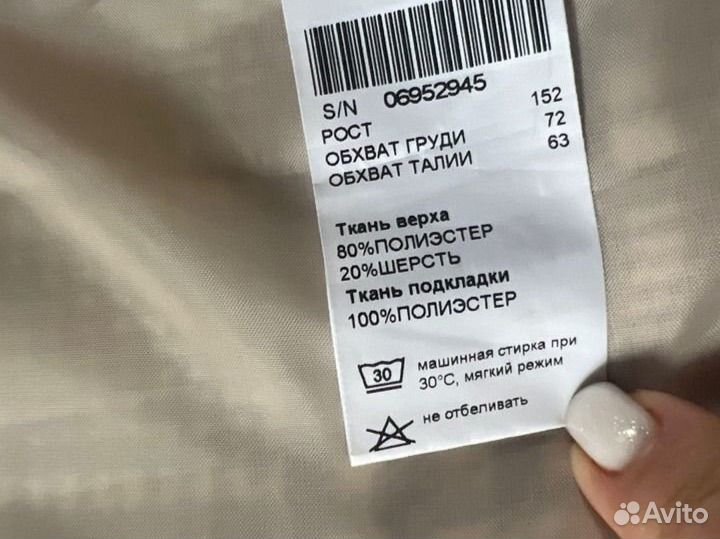 S/N 06952945
РОСТ 152
ОБХВАТ ГРУДИ 72
ОБХВАТ ТАЛИИ 63
Ткань верха
80%ПОЛИЭСТЕР
20%ШЕРСТЬ
Ткань подкладки
100%ПОЛИЭСТЕР
30 машинная стирка при
30°C, мягкий режим
не отбеливать
Avito